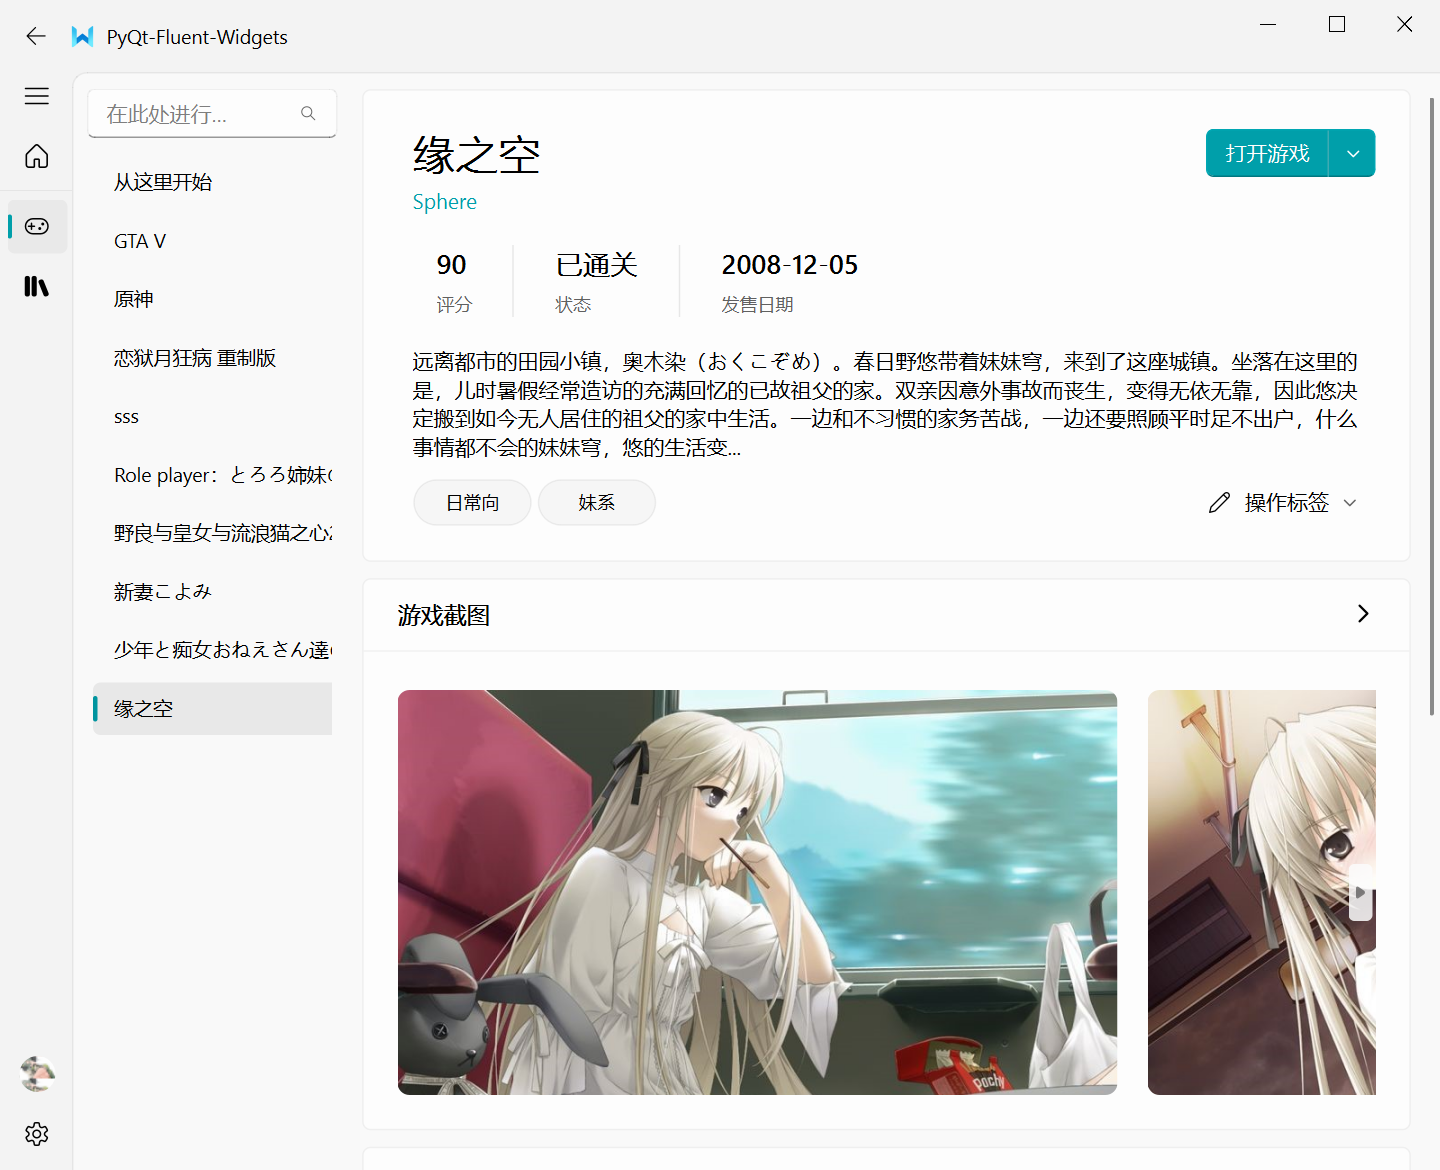 PyQt-Fluent-Widgets
在此处进行...
从这里开始
GTA V
原神
恋狱月狂病 重制版
sss
Role player：とろろ姉妹
野良与皇女与流浪猫之心
新妻こよみ
少年と痴女おねえさん達
缘之空
缘之空
打开游戏
Sphere
90
已通关
2008-12-05
评分
状态
发售日期
远离都市的田园小镇，奥木染（おくこぞめ）。春日野悠带着妹妹穹，来到了这座城镇。坐落在这里的
是，儿时暑假经常造访的充满回忆的已故祖父的家。双亲因意外事故而丧生，变得无依无靠，因此悠决
定搬到如今无人居住的祖父的家中生活。一边和不习惯的家务苦战，一边还要照顾平时足不出户，什么
事情都不会的妹妹穹，悠的生活变...
日常向
妹系
操作标签
游戏截图
Pochy